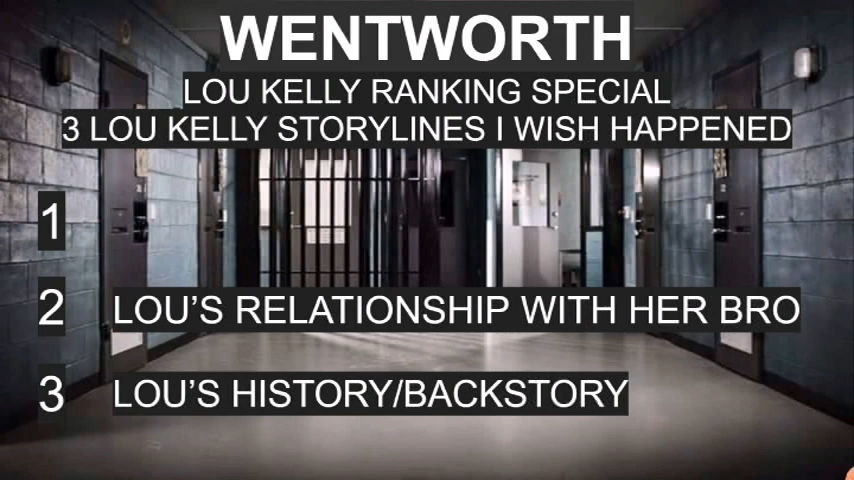 WENTWORTH
LOU KELLY RANKING SPECIAL
3 LOU KELLY STORYLINES I WISH HAPPENED
1
2 LOU'S RELATIONSHIP WITH HER BRO
3 LOU'S HISTORY/BACKSTORY